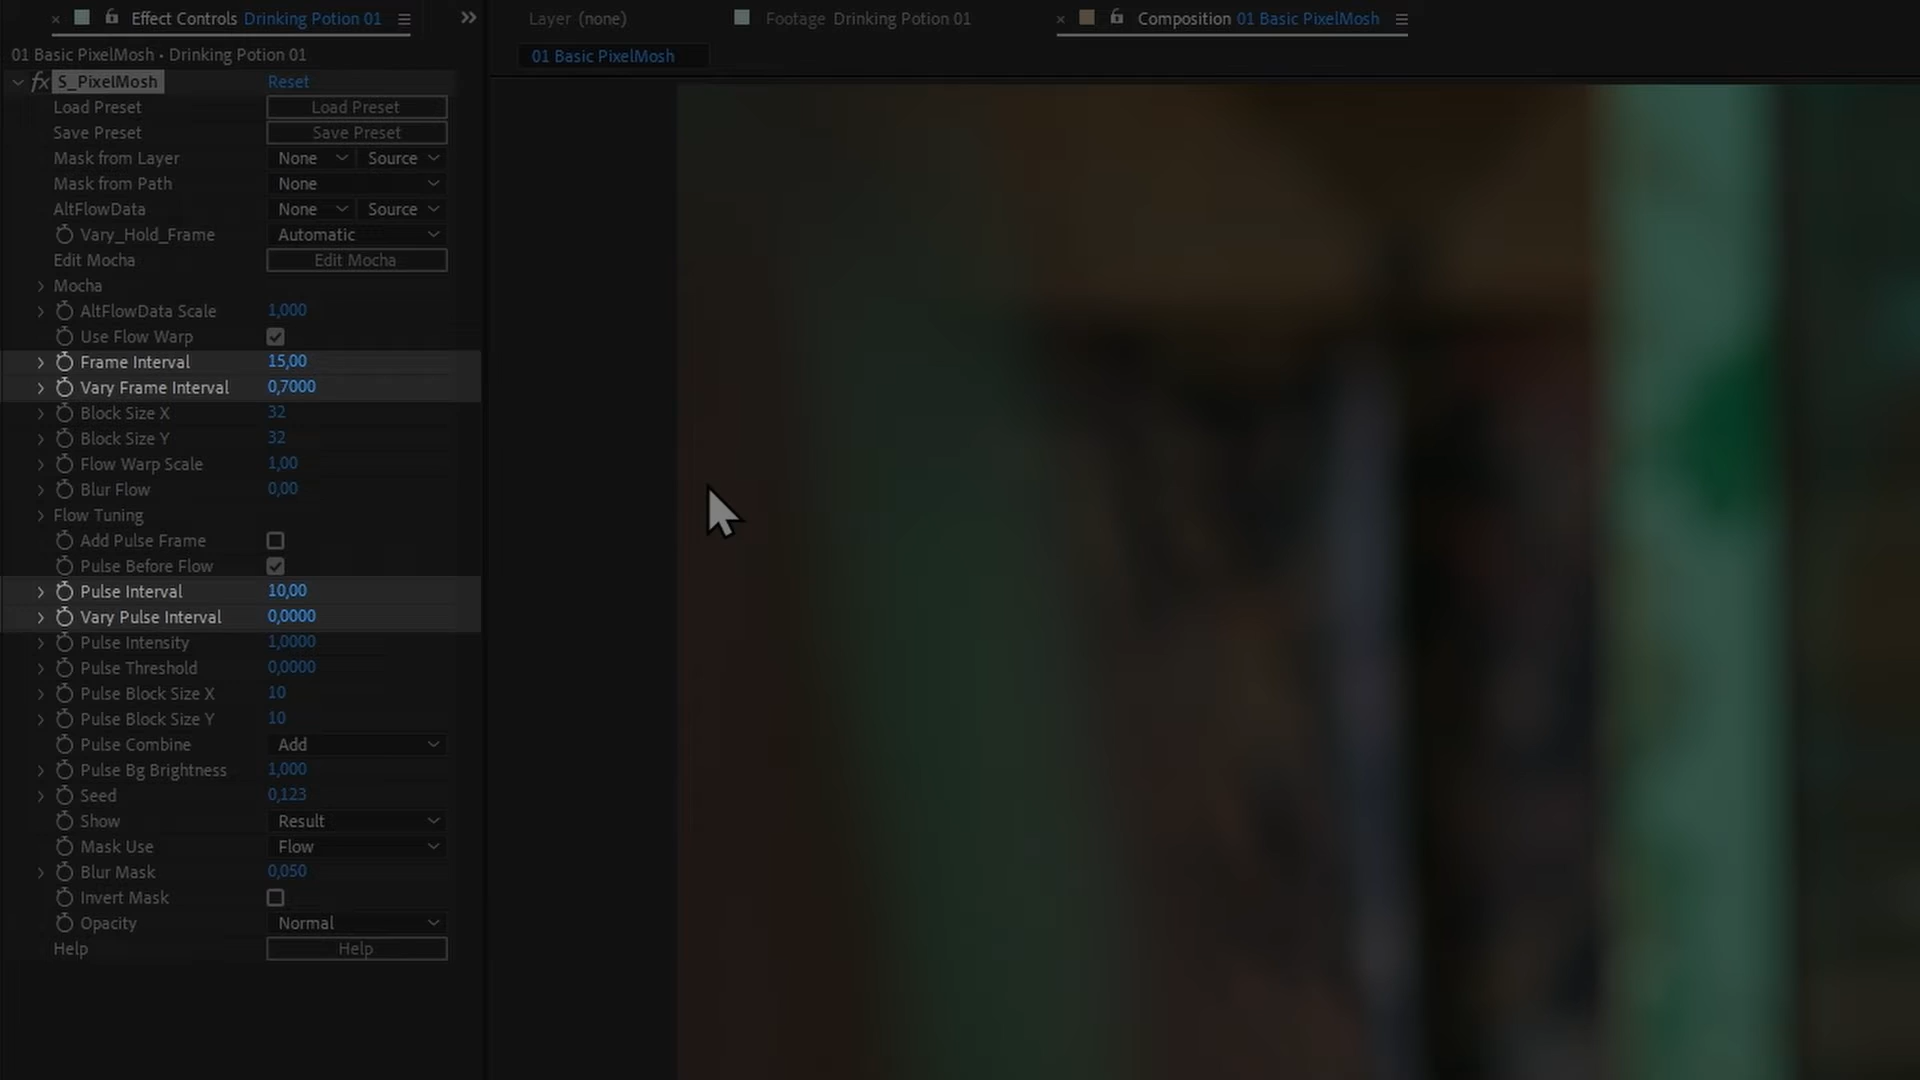 Effect Controls Drinking Potion 01
Layer (none)
Footage Drinking Potion 01
Composition 01 Basic PixelMosh
01 Basic PixelMosh • Drinking Potion 01
01 Basic PixelMosh
fx S_PixelMosh Reset
Load Preset Load Preset
Save Preset Save Preset
Mask from Layer None Source
Mask from Path None
AltFlowData None Source
Vary_Hold_Frame Automatic
Edit Mocha Edit Mocha
Mocha
AltFlowData Scale 1,000
Use Flow Warp
Frame Interval 15,00
Vary Frame Interval 0,7000
Block Size X 32
Block Size Y 32
Flow Warp Scale 1,00
Blur Flow 0,00
Flow Tuning
Add Pulse Frame
Pulse Before Flow
Pulse Interval 10,00
Vary Pulse Interval 0,0000
Pulse Intensity 1,0000
Pulse Threshold 0,0000
Pulse Block Size X 10
Pulse Block Size Y 10
Pulse Combine Add
Pulse Bg Brightness 1,000
Seed 0,123
Show Result
Mask Use Flow
Blur Mask 0,050
Invert Mask
Opacity Normal
Help Help